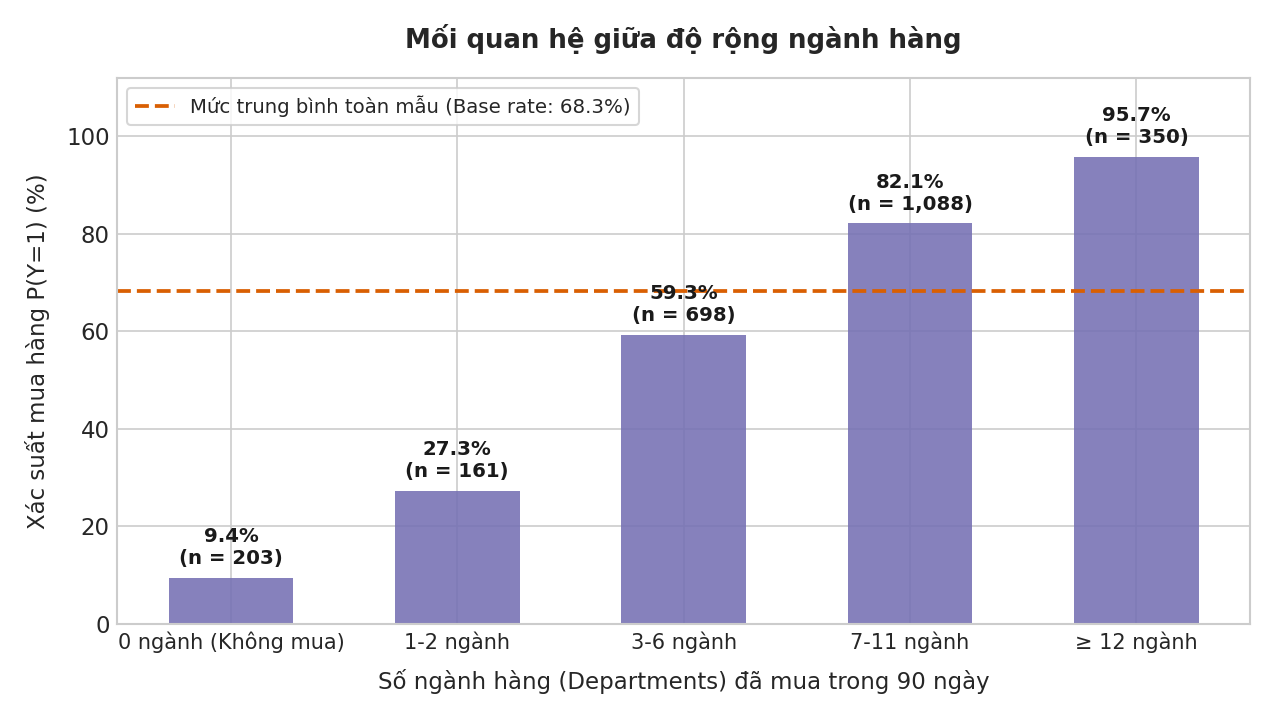 Mối quan hệ giữa độ rộng ngành hàng
Mức trung bình toàn mẫu (Base rate: 68.3%)
Xác suất mua hàng P(Y=1) (%)
100
80
60
40
20
0
9.4%
(n = 203)
27.3%
(n = 161)
59.3%
(n = 698)
82.1%
(n = 1,088)
95.7%
(n = 350)
0 ngành (Không mua)
1-2 ngành
3-6 ngành
7-11 ngành
≥ 12 ngành
Số ngành hàng (Departments) đã mua trong 90 ngày